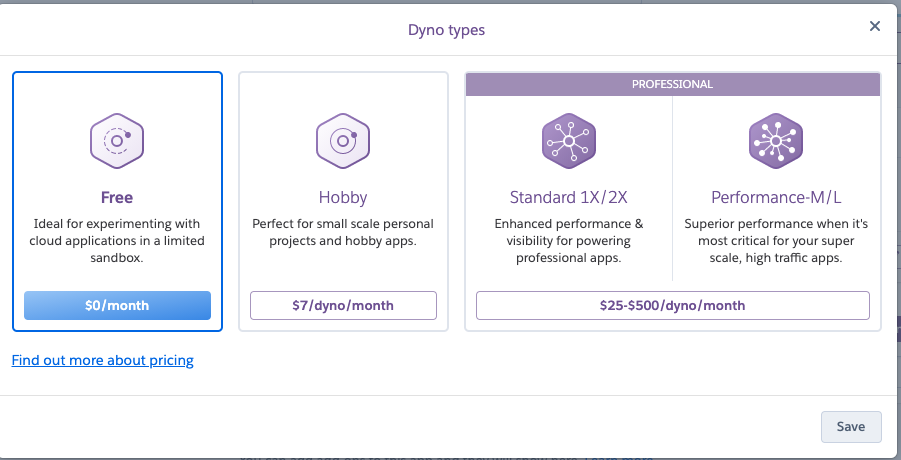 Dyno types
Free
Ideal for experimenting with
cloud applications in a limited
sandbox.
$0/month
Hobby
Perfect for small scale personal
projects and hobby apps.
$7/dyno/month
PROFESSIONAL
Standard 1X/2X
Enhanced performance &
visibility for powering
professional apps.
Performance-M/L
Superior performance when it's
most critical for your super
scale, high traffic apps.
$25-$500/dyno/month
Find out more about pricing
Save